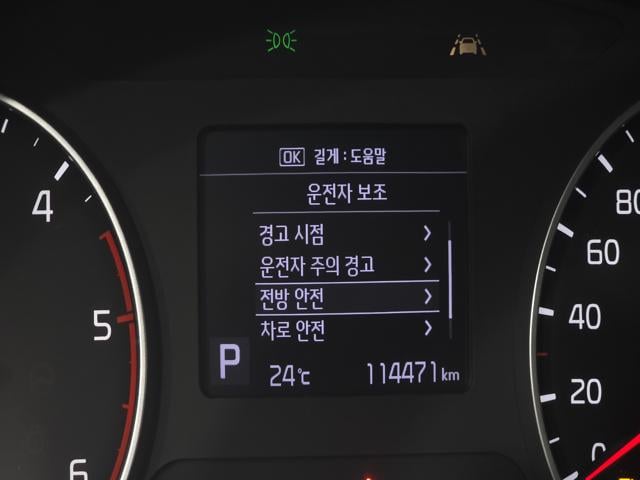 OK 길게 : 도움말
운전자 보조
경고 시점
운전자 주의 경고
전방 안전
차로 안전
P 24℃ 114471 km
4
5
6
80
60
40
20
0